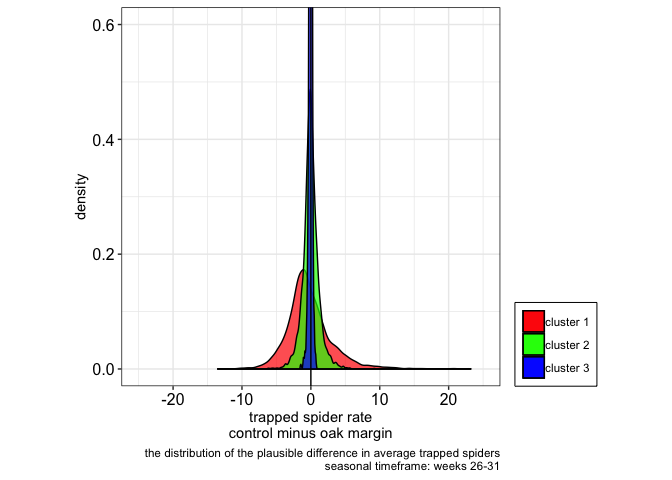 0.6
0.4
0.2
0.0
density
-20
-10
0
10
20
trapped spider rate
control minus oak margin
cluster 1
cluster 2
cluster 3
the distribution of the plausible difference in average trapped spiders
seasonal timeframe: weeks 26-31